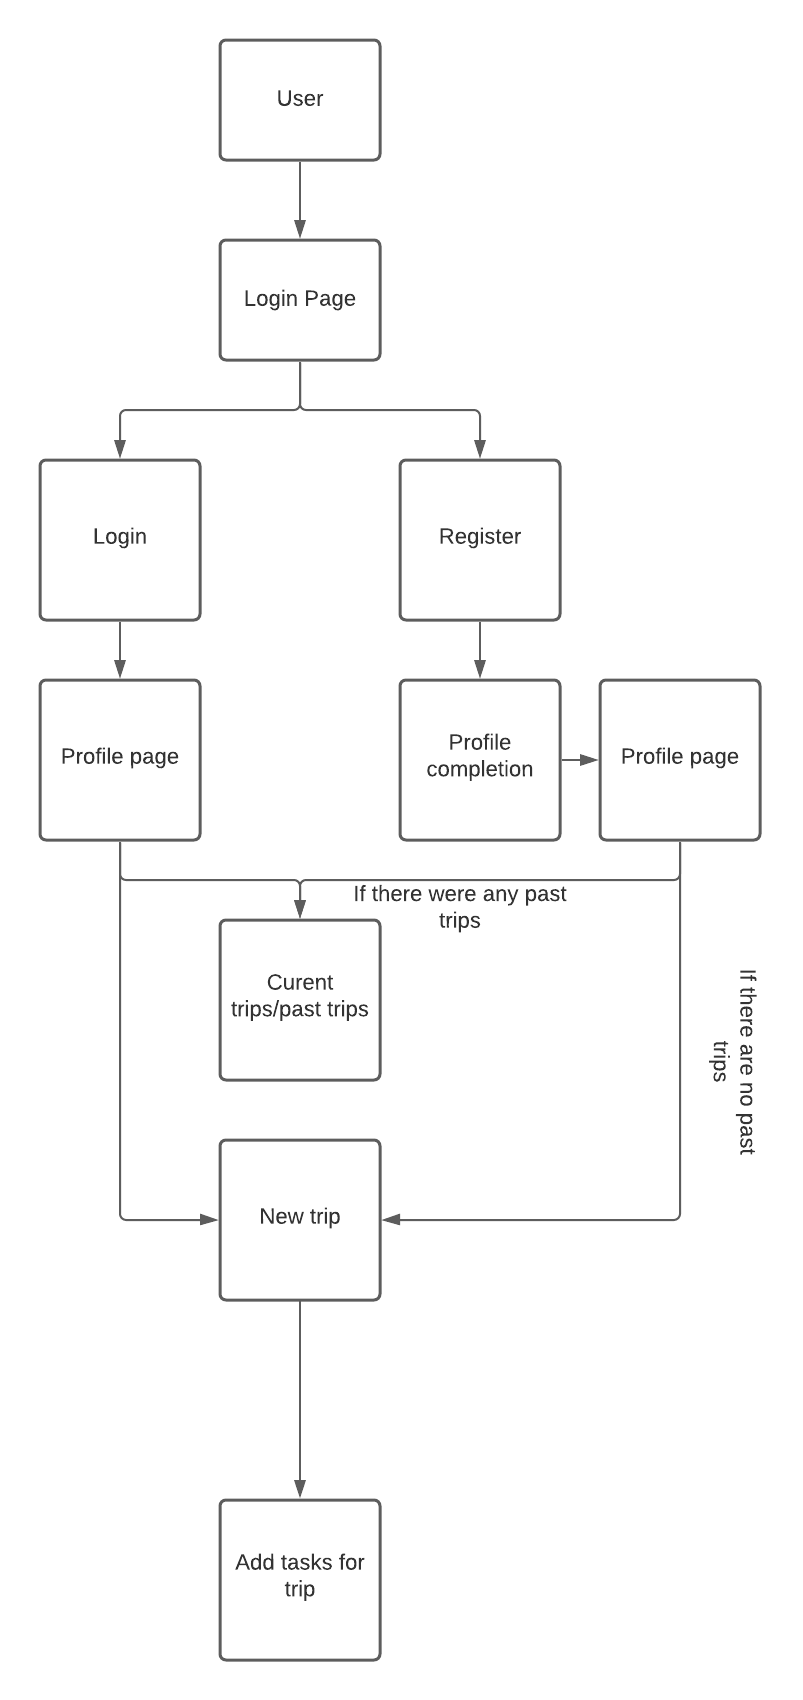 User
Login Page
Login
Register
Profile page
Profile
completion
Profile page
If there were any past
trips
Curent
trips/past trips
If there are no past
trips
New trip
Add tasks for
trip